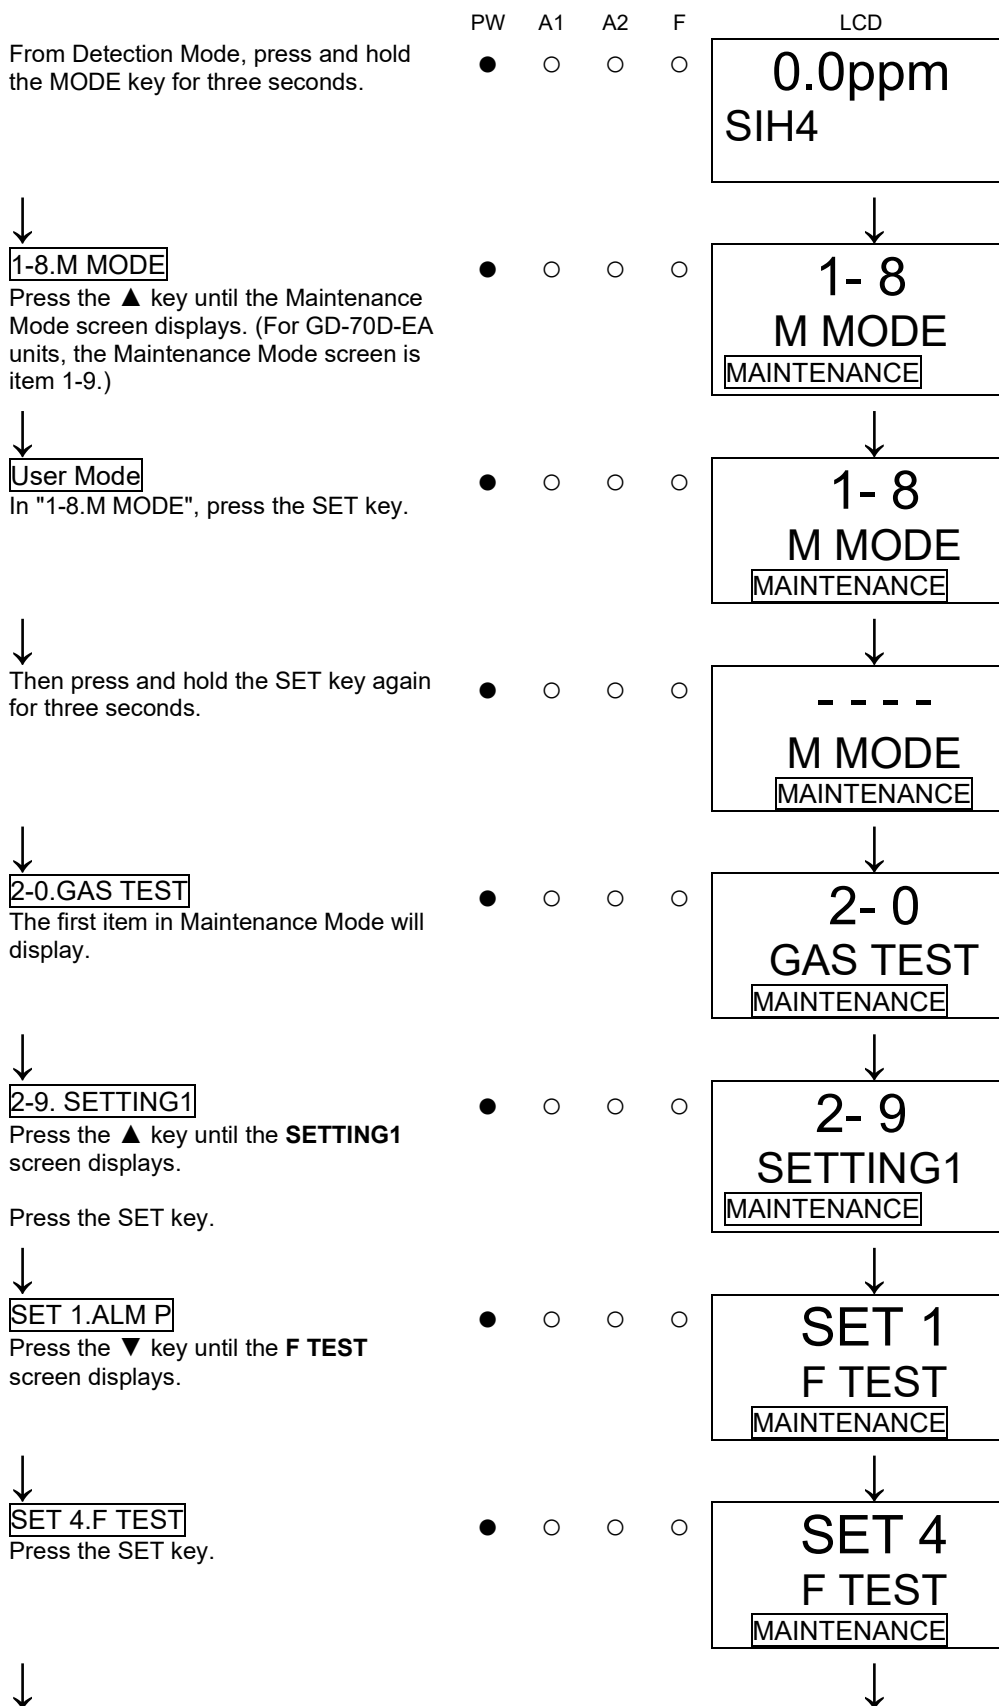 PW A1 A2 F LCD
From Detection Mode, press and hold
the MODE key for three seconds.
● ○ ○ ○
0.0ppm
SIH4
↓ ↓
1-8.M MODE
Press the ▲ key until the Maintenance
Mode screen displays. (For GD-70D-EA
units, the Maintenance Mode screen is
item 1-9.)
● ○ ○ ○
1- 8
M MODE
MAINTENANCE
↓ ↓
User Mode
In "1-8.M MODE", press the SET key.
● ○ ○ ○
1- 8
M MODE
MAINTENANCE
↓ ↓
Then press and hold the SET key again
for three seconds.
● ○ ○ ○
- - - -
M MODE
MAINTENANCE
↓ ↓
2-0.GAS TEST
The first item in Maintenance Mode will
display.
● ○ ○ ○
2- 0
GAS TEST
MAINTENANCE
↓ ↓
2-9. SETTING1
Press the ▲ key until the SETTING1
screen displays.
Press the SET key.
● ○ ○ ○
2- 9
SETTING1
MAINTENANCE
↓ ↓
SET 1.ALM P
Press the ▼ key until the F TEST
screen displays.
● ○ ○ ○
SET 1
F TEST
MAINTENANCE
↓ ↓
SET 4.F TEST
Press the SET key.
● ○ ○ ○
SET 4
F TEST
MAINTENANCE
↓ ↓